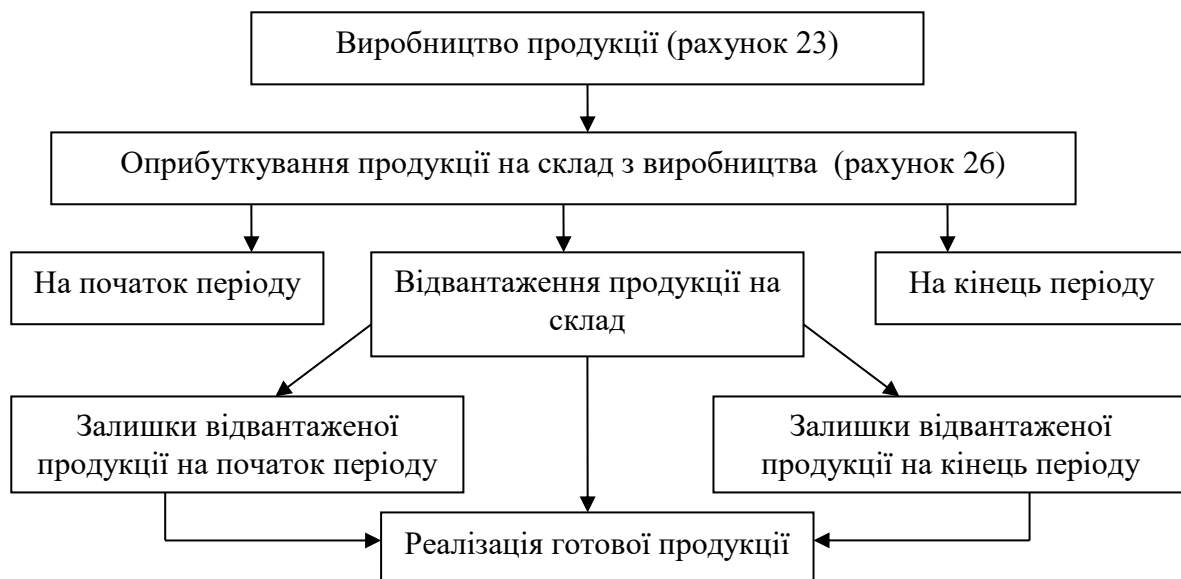 Виробництво продукції (рахунок 23)
Оприбуткування продукції на склад з виробництва (рахунок 26)
На початок періоду
Відвантаження продукції на
склад
На кінець періоду
Залишки відвантаженої
продукції на початок періоду
Залишки відвантаженої
продукції на кінець періоду
Реалізація готової продукції